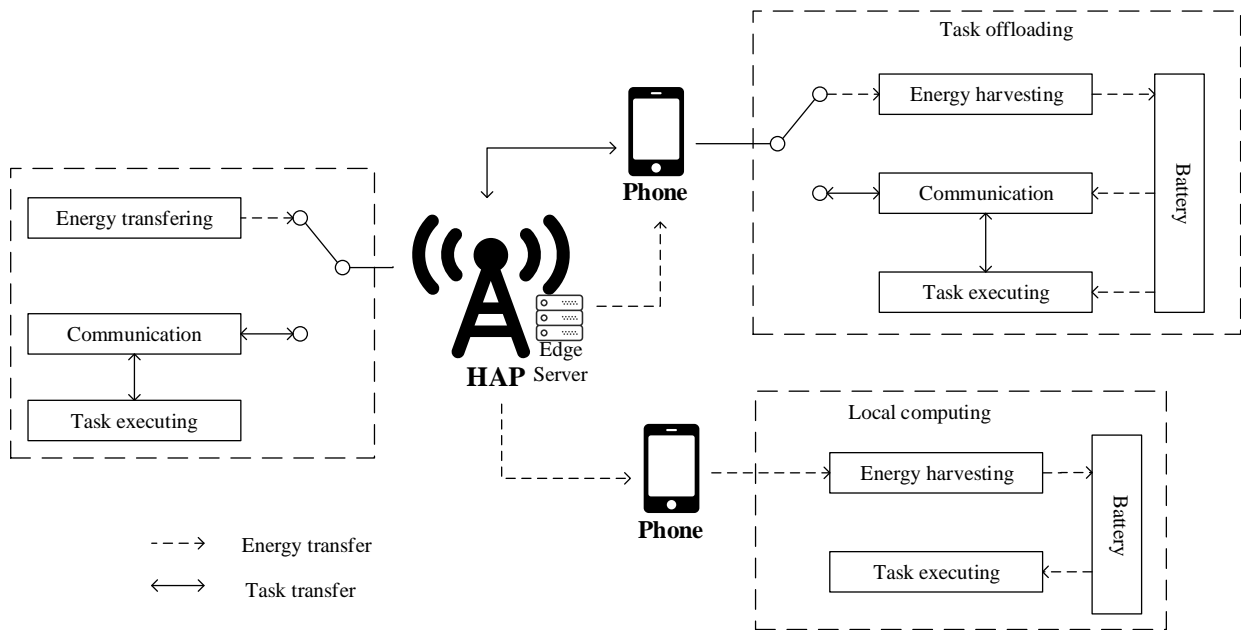 Task offloading
Energy harvesting
Battery
Communication
Task executing
Phone
Energy transfering
Communication
Task executing
HAP
Edge
Server
Local computing
Energy harvesting
Battery
Task executing
Phone
Energy transfer
Task transfer